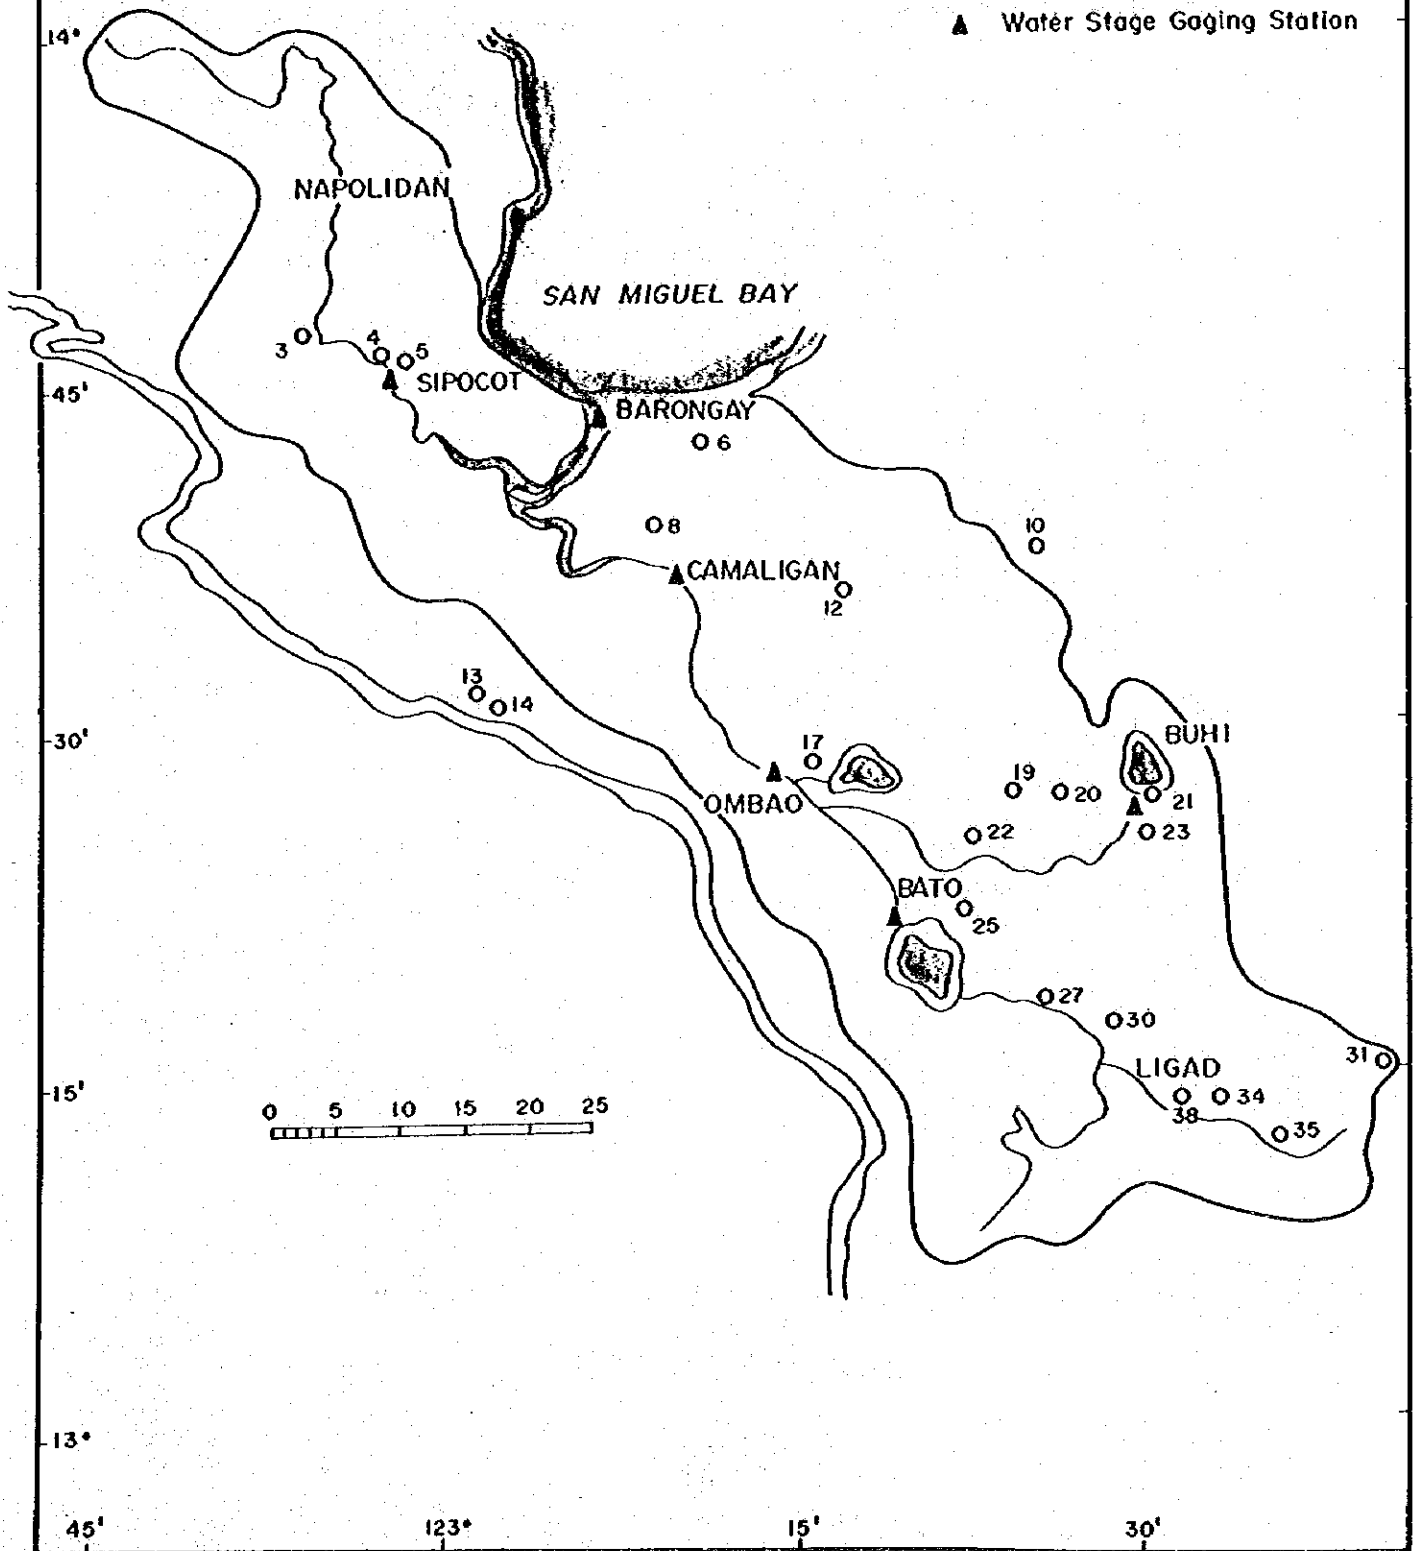 ▲ Water Stage Gaging Station
14°
NAPOLIDAN
SAN MIGUEL BAY
3
4
5
SIPOCOT
45'
BARONGAY
6
8
10
CAMALIGAN
12
13
14
BUHI
30'
17
19
20
21
OMBAO
22
23
BATO
25
27
30
31
LIGAD
15'
0 5 10 15 20 25
38
34
35
13°
45' 123° 15' 30'